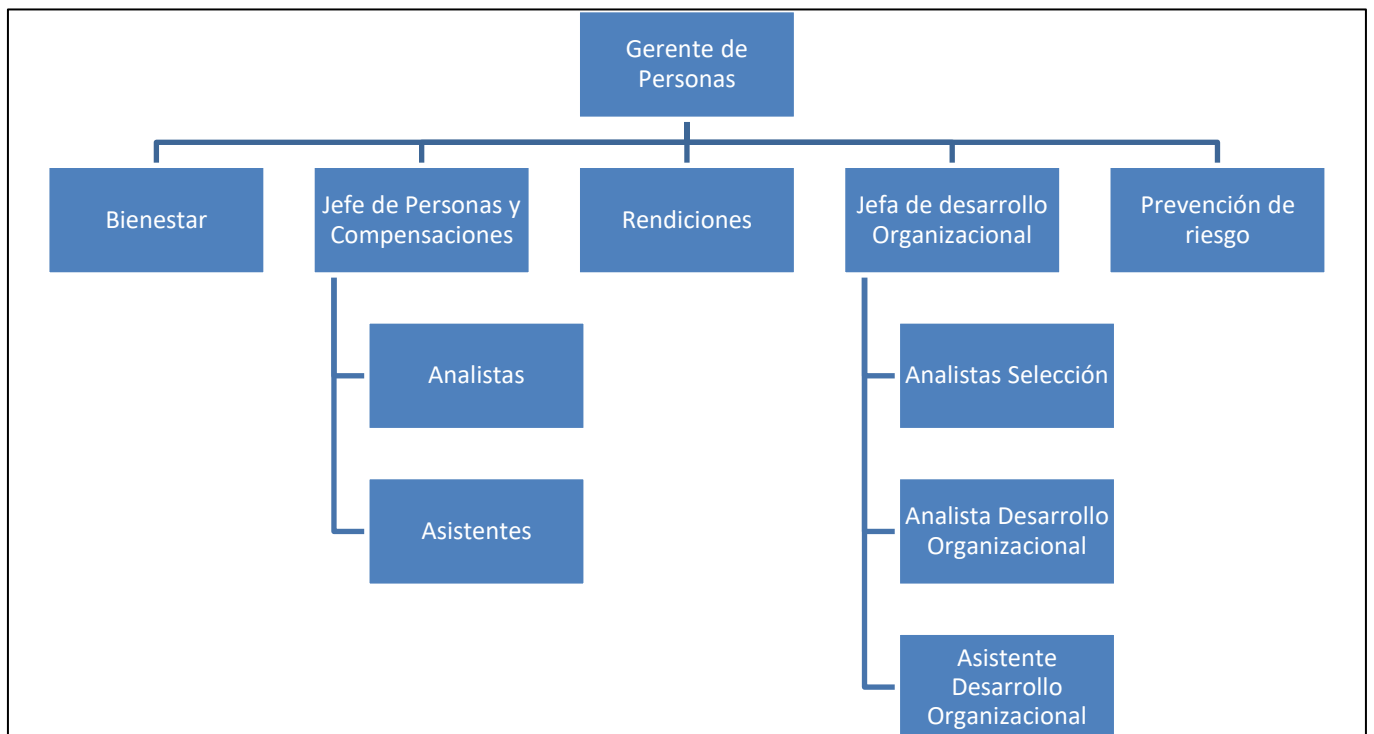 Gerente de
Personas
Bienestar
Jefe de Personas y
Compensaciones
Rendiciones
Jefa de desarrollo
Organizacional
Prevención de
riesgo
Analistas
Asistentes
Analistas Selección
Analista Desarrollo
Organizacional
Asistente
Desarrollo
Organizacional